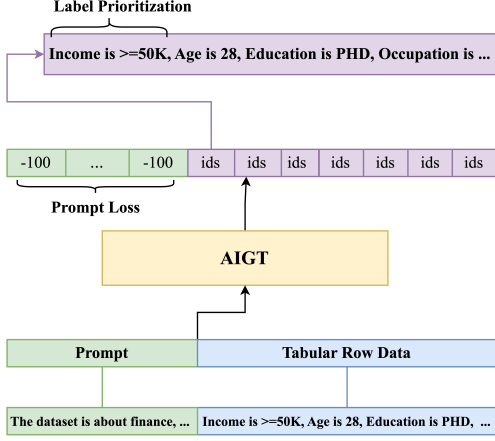 Label Prioritization
Income is >=50K, Age is 28, Education is PHD, Occupation is ...
-100 ... -100 ids ids ids ids ids ids ids
Prompt Loss
AIGT
Prompt Tabular Row Data
The dataset is about finance, ... Income is >=50K, Age is 28, Education is PHD, ...